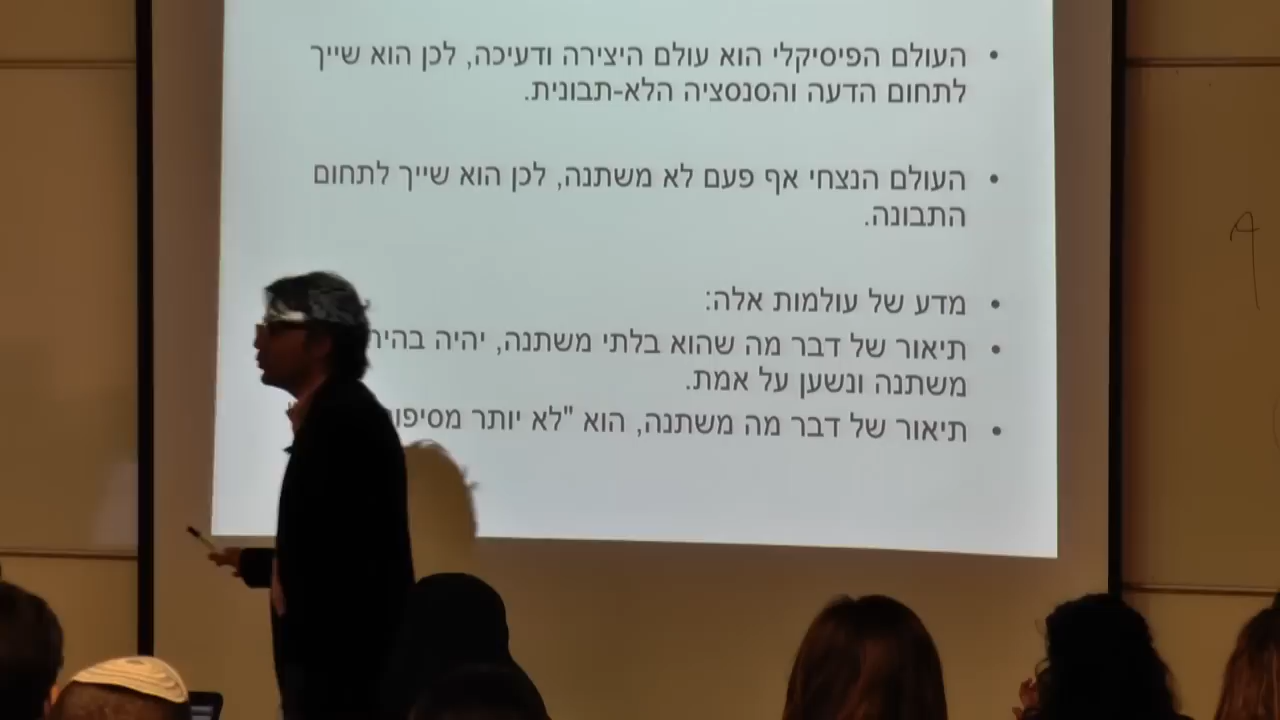 • העולם הפיסיקלי הוא עולם היצירה ודעיכה, לכן הוא שייך
לתחום הדעה והסנסציה הלא-תבונית.
• העולם הנצחי אף פעם לא משתנה, לכן הוא שייך לתחום
התבונה.
• מדע של עולמות אלה:
• תיאור של דבר מה שהוא בלתי משתנה, יהיה
משתנה ונשען על אמת.
• תיאור של דבר מה משתנה, הוא "לא יותר